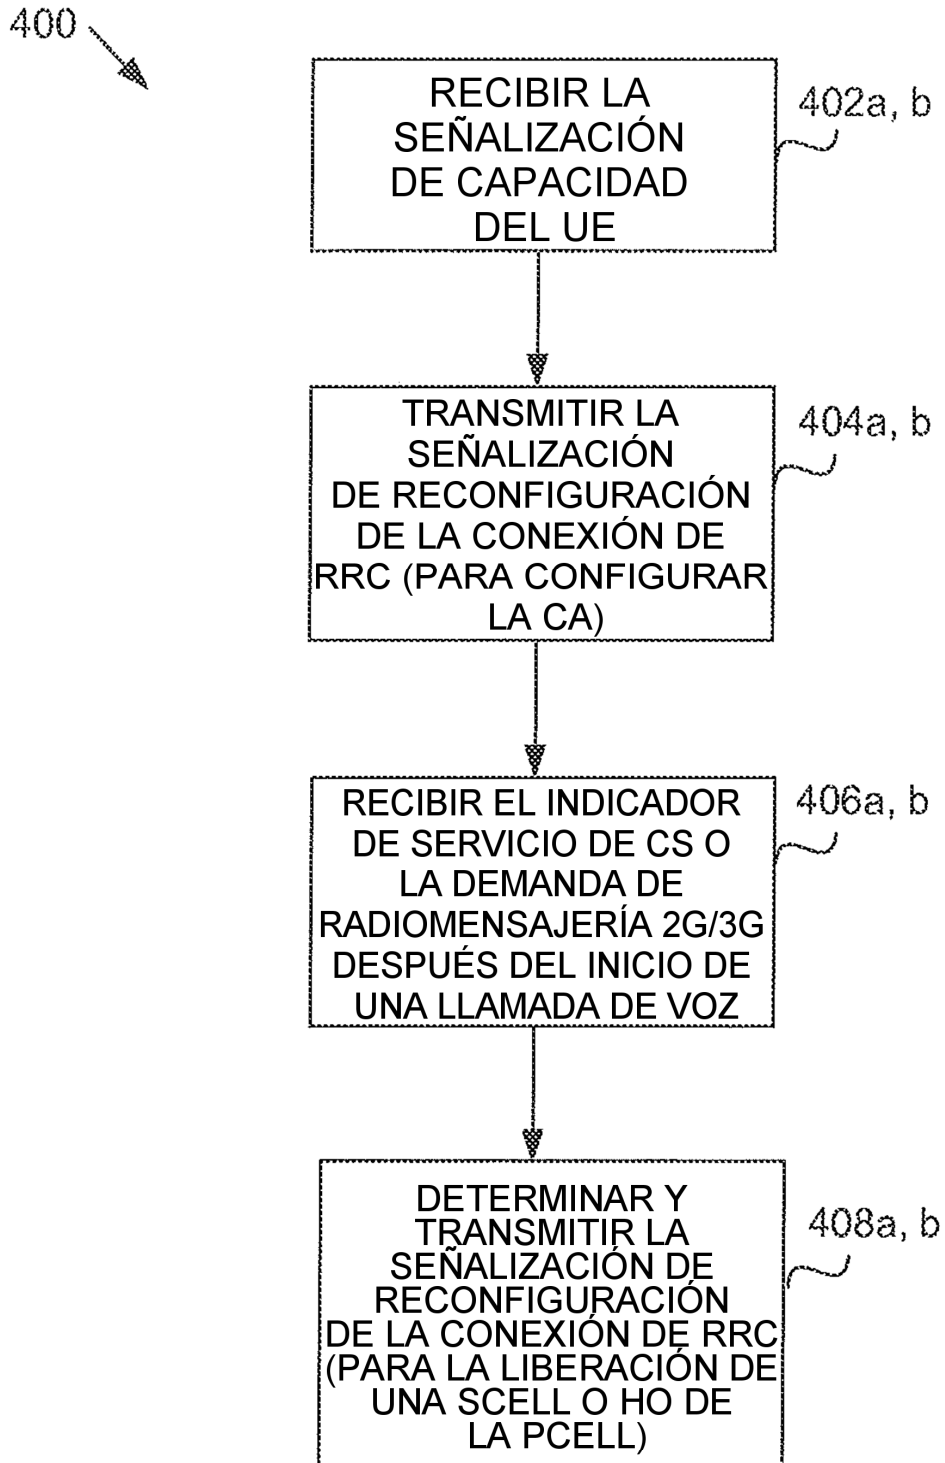 400
RECIBIR LA
SEÑALIZACIÓN
DE CAPACIDAD
DEL UE
402a, b
TRANSMITIR LA
SEÑALIZACIÓN
DE RECONFIGURACIÓN
DE LA CONEXIÓN DE
RRC (PARA CONFIGURAR
LA CA)
404a, b
RECIBIR EL INDICADOR
DE SERVICIO DE CS O
LA DEMANDA DE
RADIOMENSAJERÍA 2G/3G
DESPUÉS DEL INICIO DE
UNA LLAMADA DE VOZ
406a, b
DETERMINAR Y
TRANSMITIR LA
SEÑALIZACIÓN DE
RECONFIGURACIÓN
DE LA CONEXIÓN DE RRC
(PARA LA LIBERACIÓN DE
UNA SCELL O HO DE
LA PCELL)
408a, b